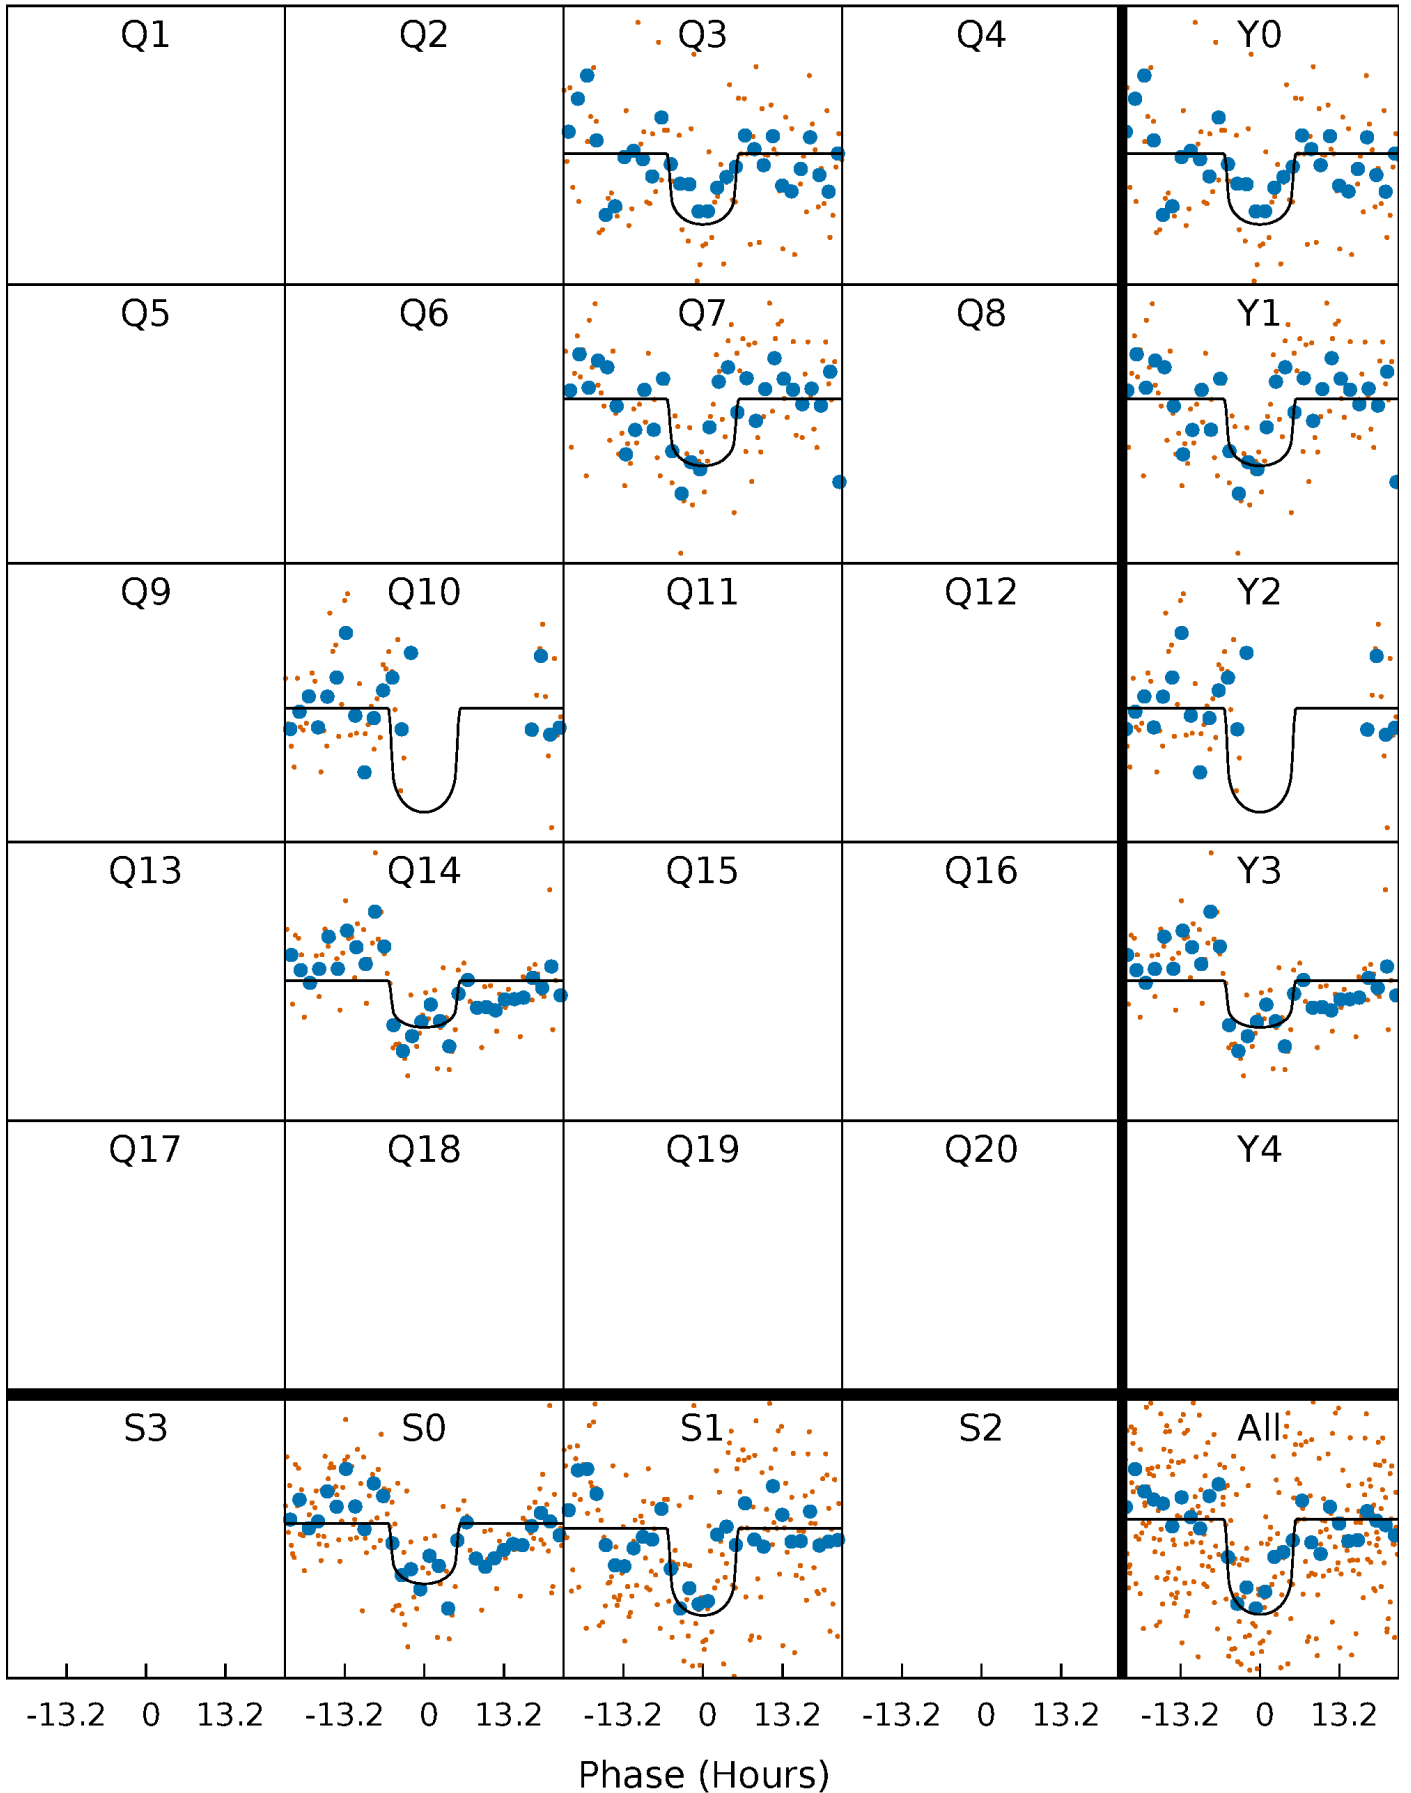 Q1 Q2 Q3 Q4 Y0
Q5 Q6 Q7 Q8 Y1
Q9 Q10 Q11 Q12 Y2
Q13 Q14 Q15 Q16 Y3
Q17 Q18 Q19 Q20 Y4
S3 S0 S1 S2 All
-13.2 0 13.2 -13.2 0 13.2 -13.2 0 13.2 -13.2 0 13.2 -13.2 0 13.2
Phase (Hours)